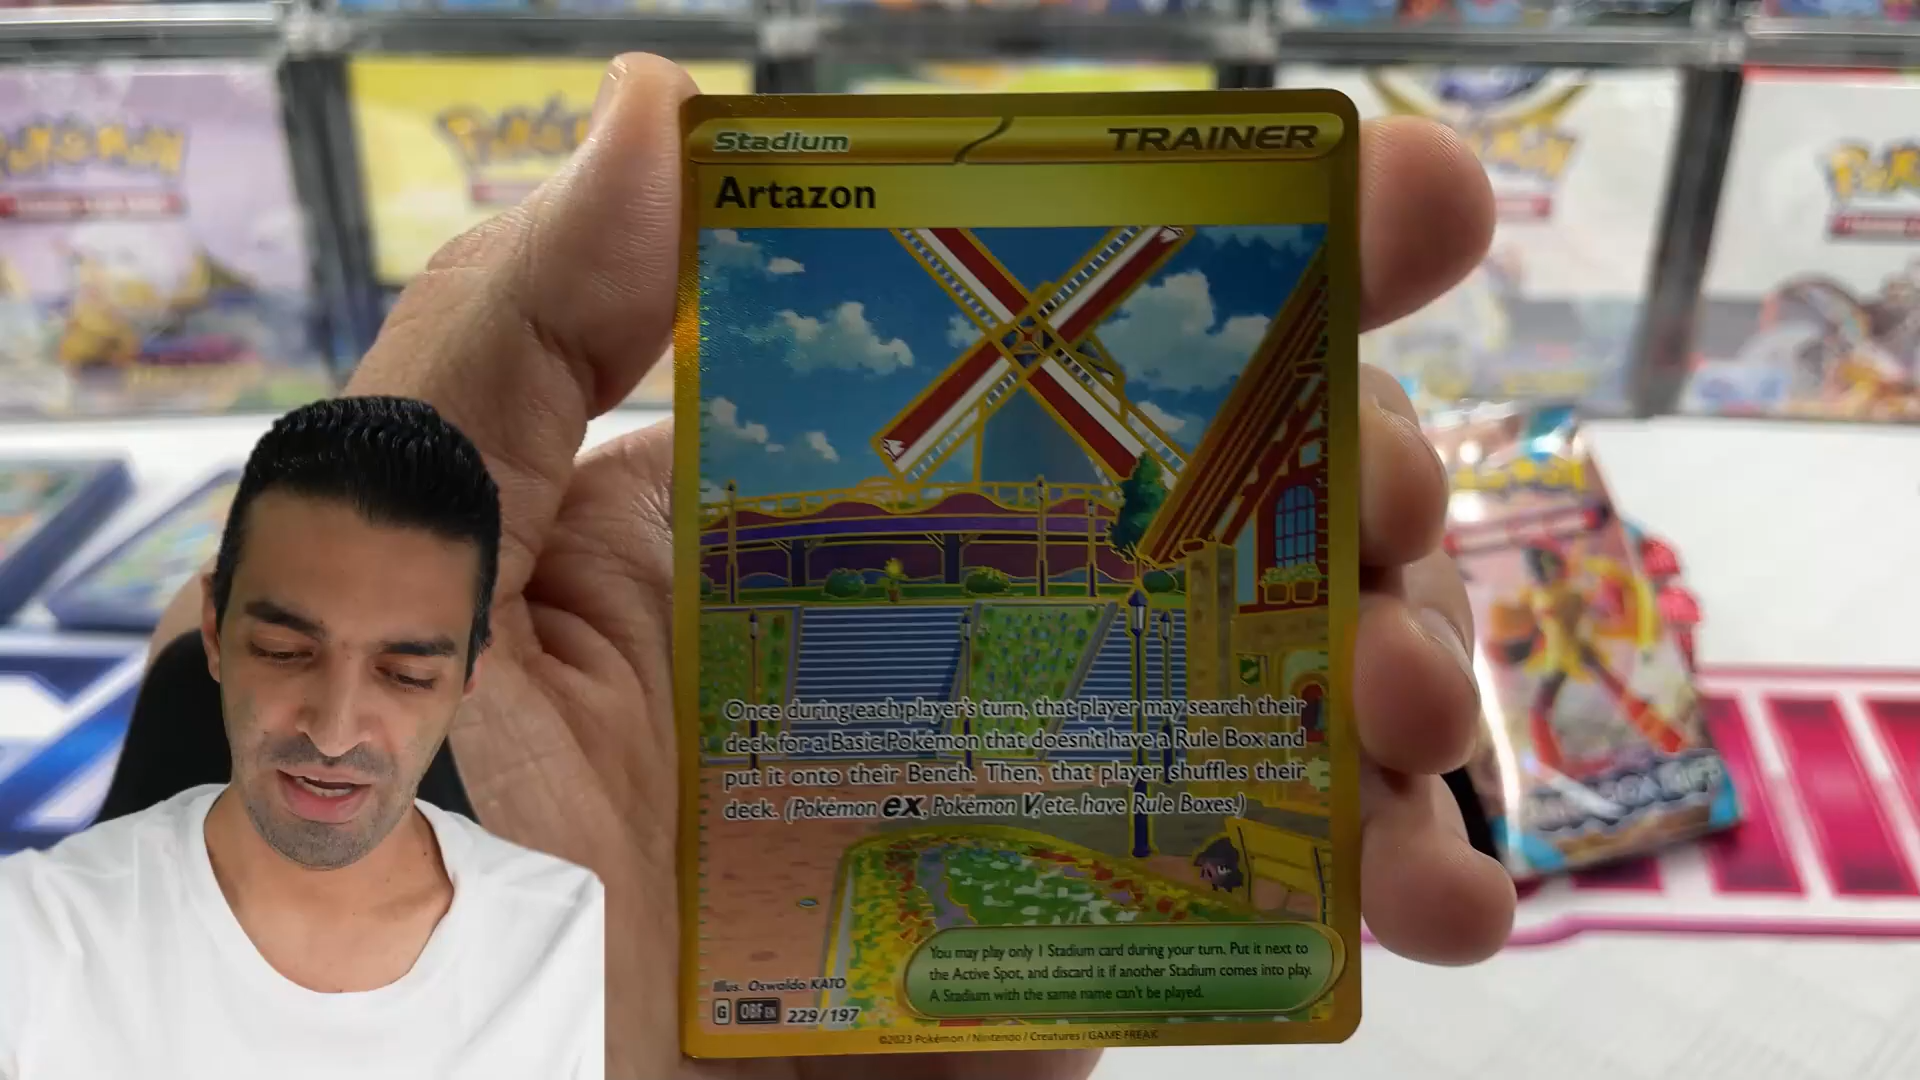 Stadium
TRAINER
Artazon
Once during each player's turn, that player may search their
deck for a Basic Pokémon that doesn't have a Rule Box and
put it onto their Bench. Then, that player shuffles their
deck. (Pokémon ex, Pokémon V, etc. have Rule Boxes.)
You may play only 1 Stadium card during your turn. Put it next to
the Active Spot, and discard it if another Stadium comes into play.
A Stadium with the same name can't be played.
Illus. Oswaldo KATO
G OBF EN 229/197
©2023 Pokémon / Nintendo / Creatures / GAME FREAK
POKÉMON
POKÉMON
POKÉMON